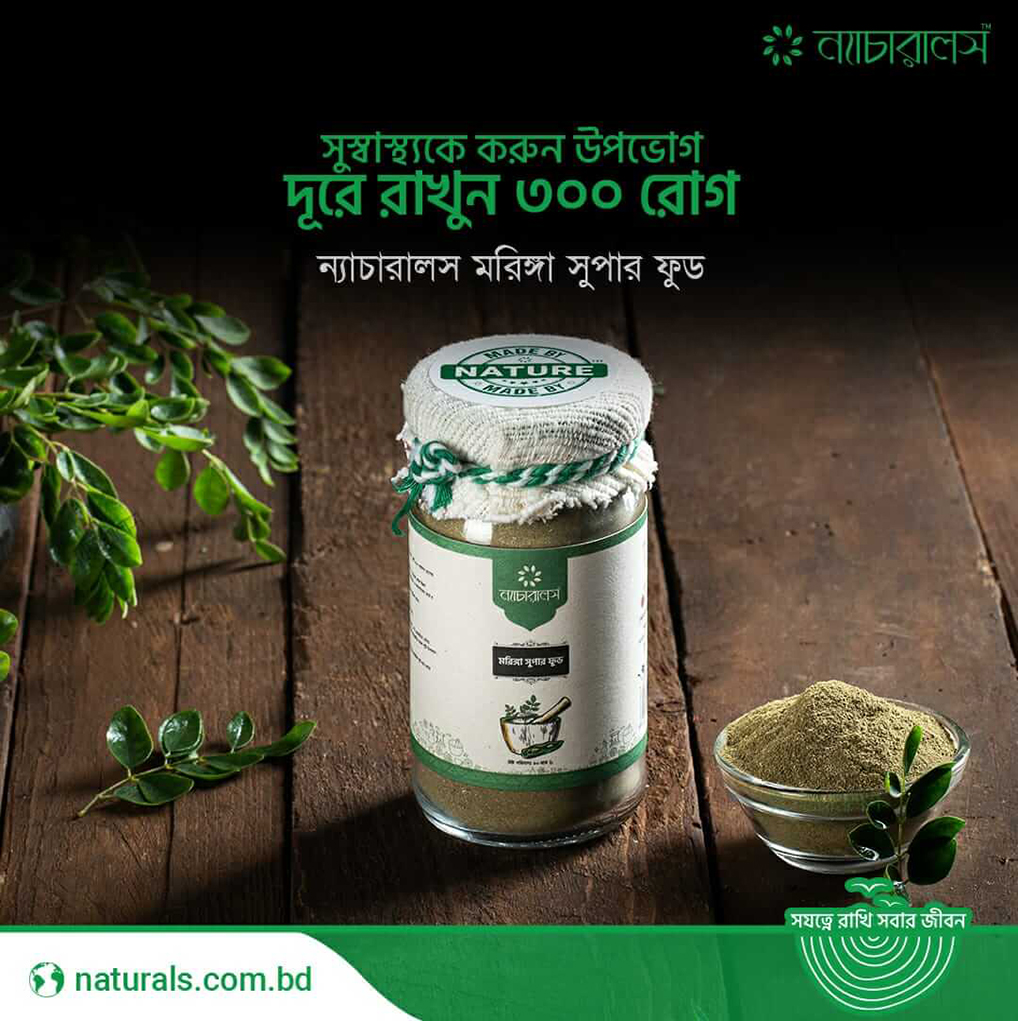 ন্যাচারালস™
সুস্বাস্থ্যকে করুন উপভোগ
দূরে রাখুন ৩০০ রোগ
ন্যাচারালস মরিঙ্গা সুপার ফুড
MADE BY
NATURE
MADE BY
ন্যাচারালস
মরিঙ্গা সুপার ফুড
সযত্নে রাখি সবার জীবন
naturals.com.bd